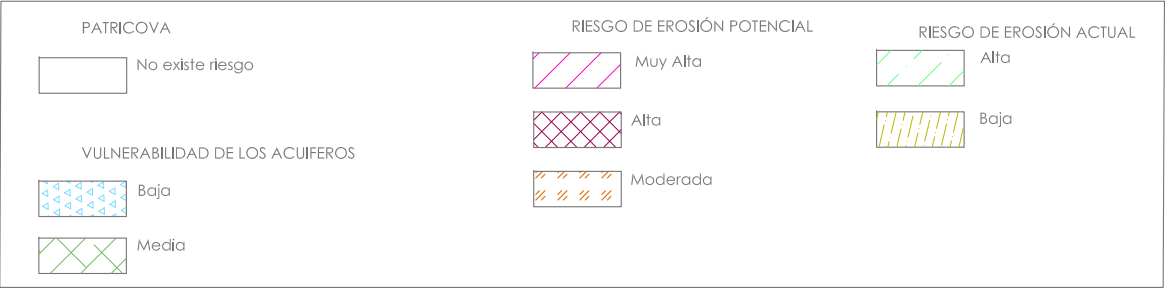 PATRICOVA
No existe riesgo
VULNERABILIDAD DE LOS ACUIFEROS
Baja
Media
RIESGO DE EROSIÓN POTENCIAL
Muy Alta
Alta
Moderada
RIESGO DE EROSIÓN ACTUAL
Alta
Baja